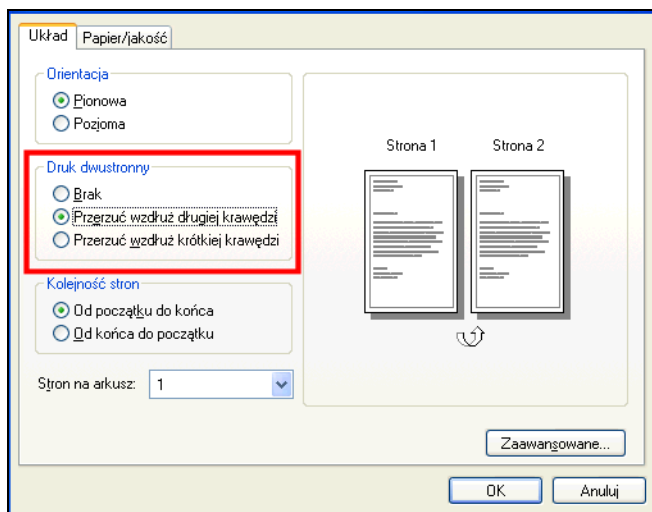 Układ Papier/jakość
Orientacja
Pionowa
Pozioma
Druk dwustronny
Brak
Przerzuć wzdłuż długiej krawędzi
Przerzuć wzdłuż krótkiej krawędzi
Kolejność stron
Od początku do końca
Od końca do początku
Stron na arkusz: 1
Strona 1 Strona 2
Zaawansowane...
OK Anuluj